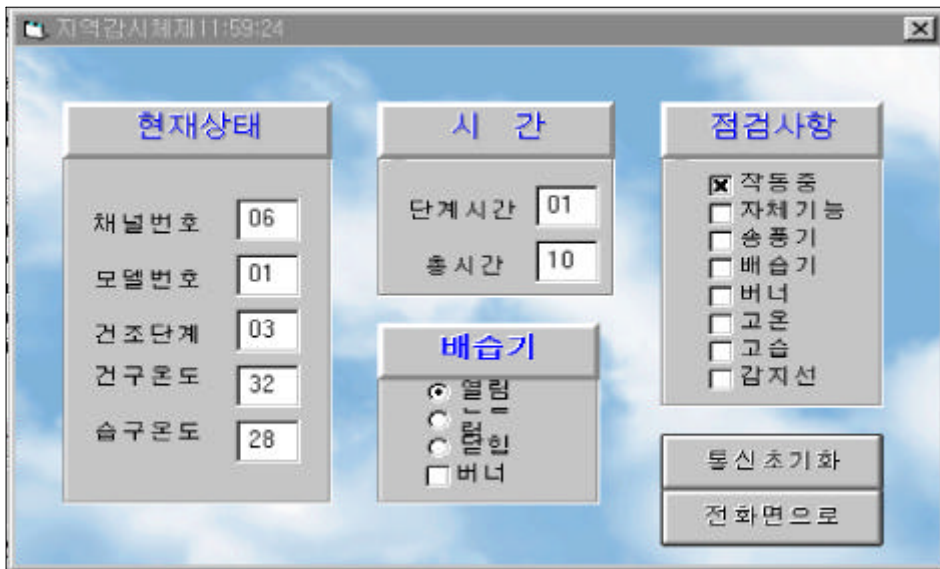 지역감시체제11:59:24
현재상태
채널번호 06
모델번호 01
건조단계 03
건구온도 32
습구온도 28
시 간
단계시간 01
총시간 10
배습기
열림
닫힘
버너
점검사항
작동중
자체기능
송풍기
배습기
버너
고온
고습
감지선
통신초기화
전화면으로